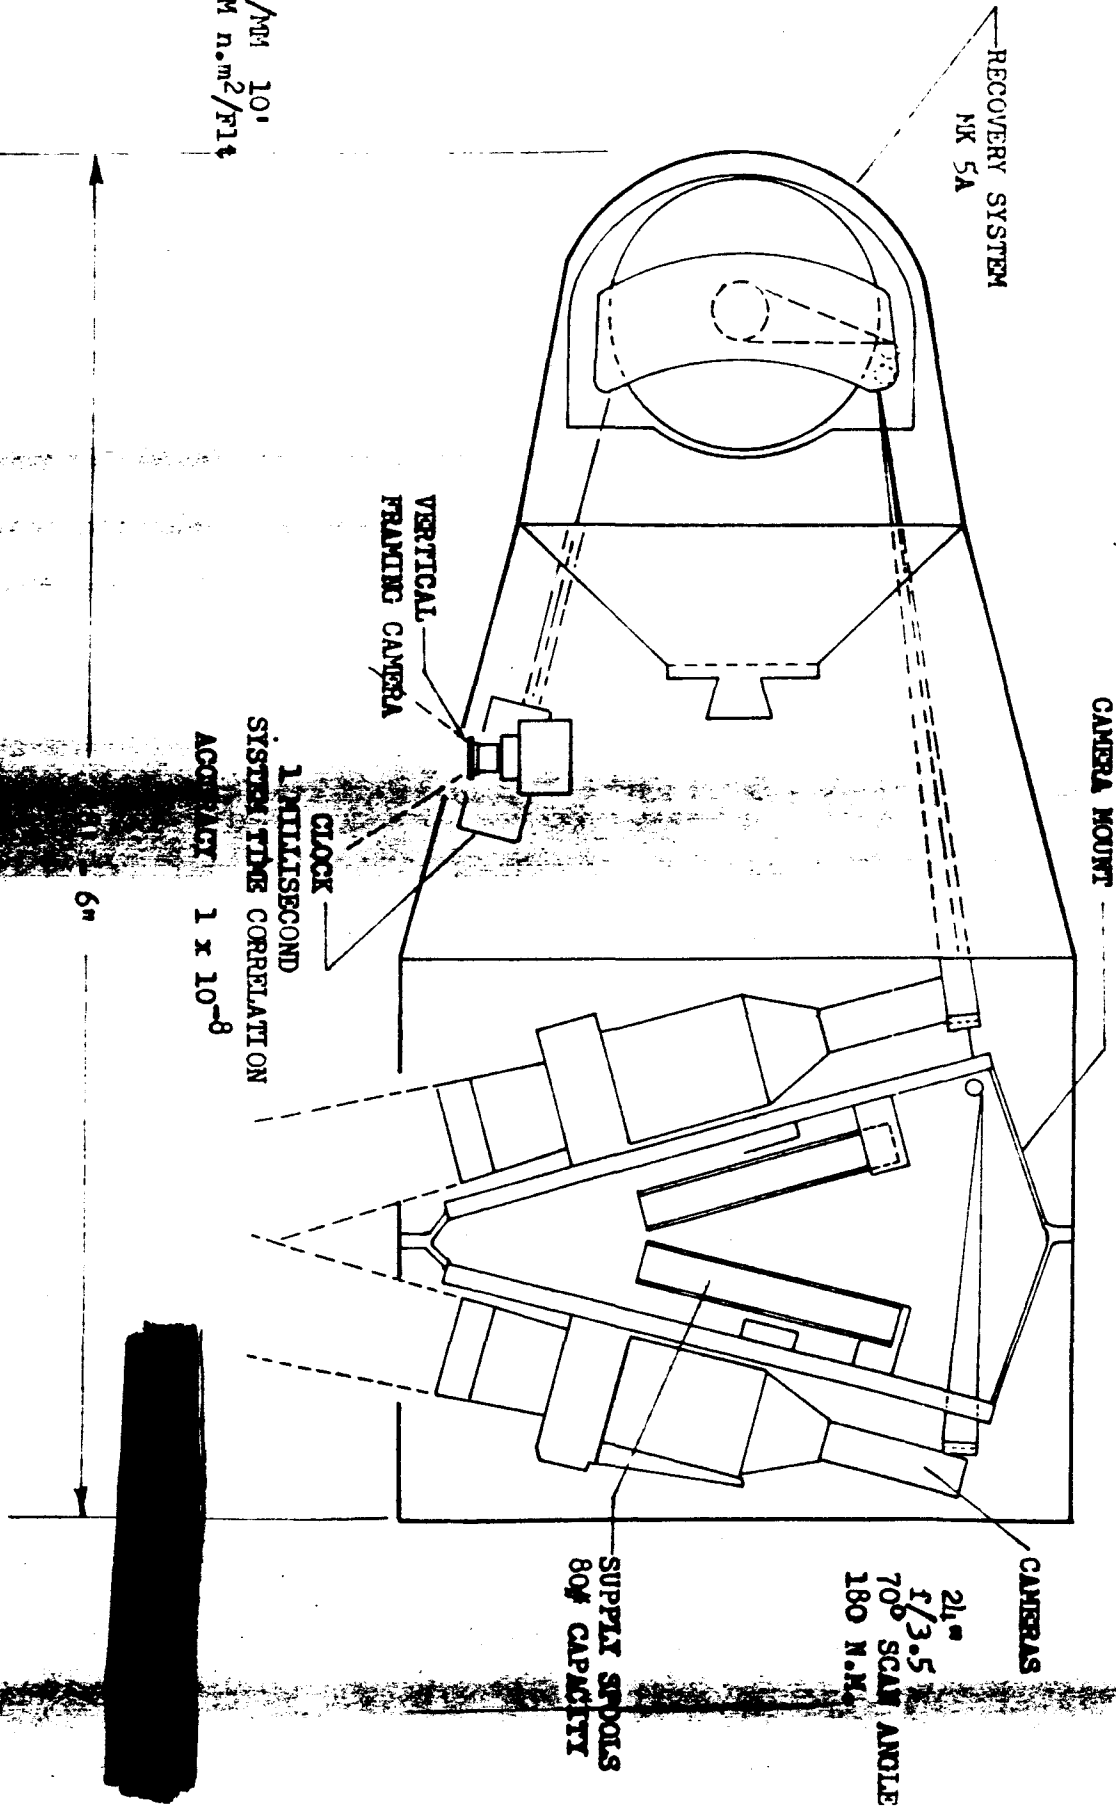 RECOVERY SYSTEM
MK 5A
CAMERA MOUNT
/MM 10'
M n.m²/Flt
VERTICAL
FRAMING CAMERA
CLOCK
1 MILLISECOND
SYSTEM TIME CORRELATION
ACCURACY 1 x 10⁻⁸
6"
CAMERAS
24"
f/3.5
70° SCAN ANGLE
180 N.M.
SUPPLY SPOOLS
80# CAPACITY